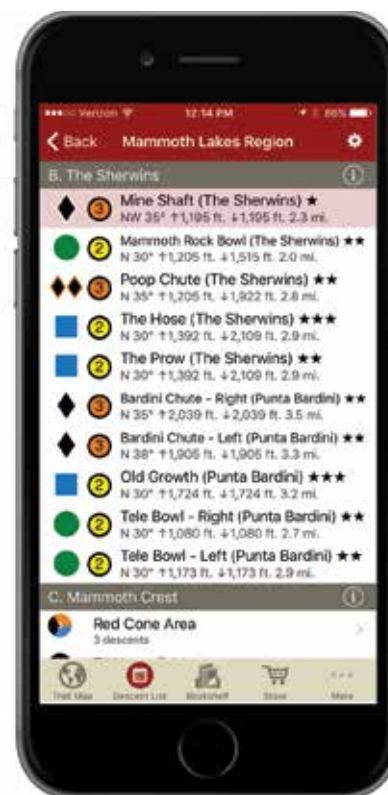 Verizon 12:14 PM 86%
Back Mammoth Lakes Region
B. The Sherwins
3 Mine Shaft (The Sherwins) ★
NW 35° ↑1,195 ft. ↓1,195 ft. 2.3 mi.
2 Mammoth Rock Bowl (The Sherwins) ★★
N 30° ↑1,205 ft. ↓1,515 ft. 2.0 mi.
3 Poop Chute (The Sherwins) ★★
N 35° ↑1,205 ft. ↓1,922 ft. 2.8 mi.
2 The Hose (The Sherwins) ★★★
N 30° ↑1,392 ft. ↓2,109 ft. 2.9 mi.
2 The Prow (The Sherwins) ★★
N 30° ↑1,392 ft. ↓2,109 ft. 2.9 mi.
3 Bardini Chute - Right (Punta Bardini) ★★
N 35° ↑2,039 ft. ↓2,039 ft. 3.5 mi.
3 Bardini Chute - Left (Punta Bardini) ★★
N 38° ↑1,905 ft. ↓1,905 ft. 3.3 mi.
2 Old Growth (Punta Bardini) ★★★
N 30° ↑1,724 ft. ↓1,724 ft. 3.2 mi.
2 Tele Bowl - Right (Punta Bardini) ★★
N 30° ↑1,080 ft. ↓1,080 ft. 2.7 mi.
2 Tele Bowl - Left (Punta Bardini) ★★
N 30° ↑1,173 ft. ↓1,173 ft. 2.9 mi.
C. Mammoth Crest
Red Cone Area
3 descents
Trail Map Descent List Bookshelf Store More